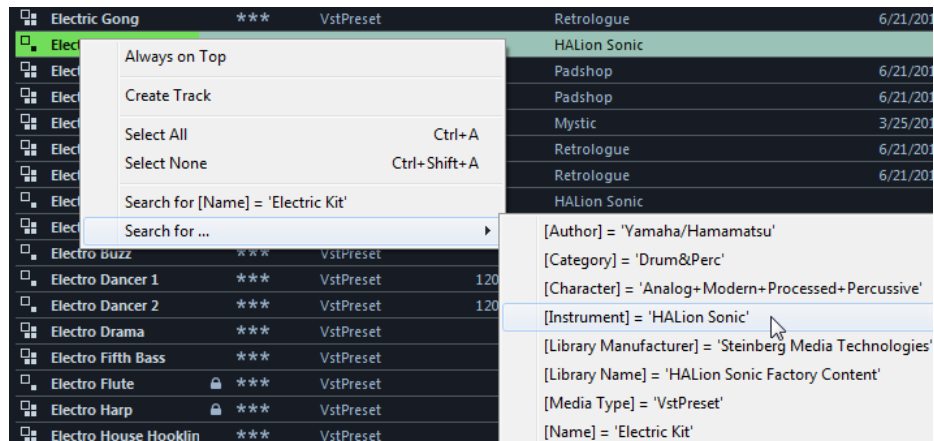 Electric Gong *** VstPreset Retrologue 6/21/201
Elect HALion Sonic
Always on Top
Elect Padshop 6/21/201
Create Track
Elect Padshop 6/21/201
Elect Mystic 3/25/201
Select All Ctrl+A
Elect Retrologue 6/21/201
Select None Ctrl+Shift+A
Elect Retrologue 6/21/201
Elect HALion Sonic
Search for [Name] = 'Electric Kit'
Elect
Search for ...
[Author] = 'Yamaha/Hamamatsu'
Electro Buzz *** VstPreset
[Category] = 'Drum&Perc'
Electro Dancer 1 *** VstPreset 120
[Character] = 'Analog+Modern+Processed+Percussive'
Electro Dancer 2 *** VstPreset 120
[Instrument] = 'HALion Sonic'
Electro Drama *** VstPreset
[Library Manufacturer] = 'Steinberg Media Technologies'
Electro Fifth Bass *** VstPreset
[Library Name] = 'HALion Sonic Factory Content'
Electro Flute *** VstPreset
[Media Type] = 'VstPreset'
Electro Harp *** VstPreset
[Name] = 'Electric Kit'
Electro House Hooklin *** VstPreset